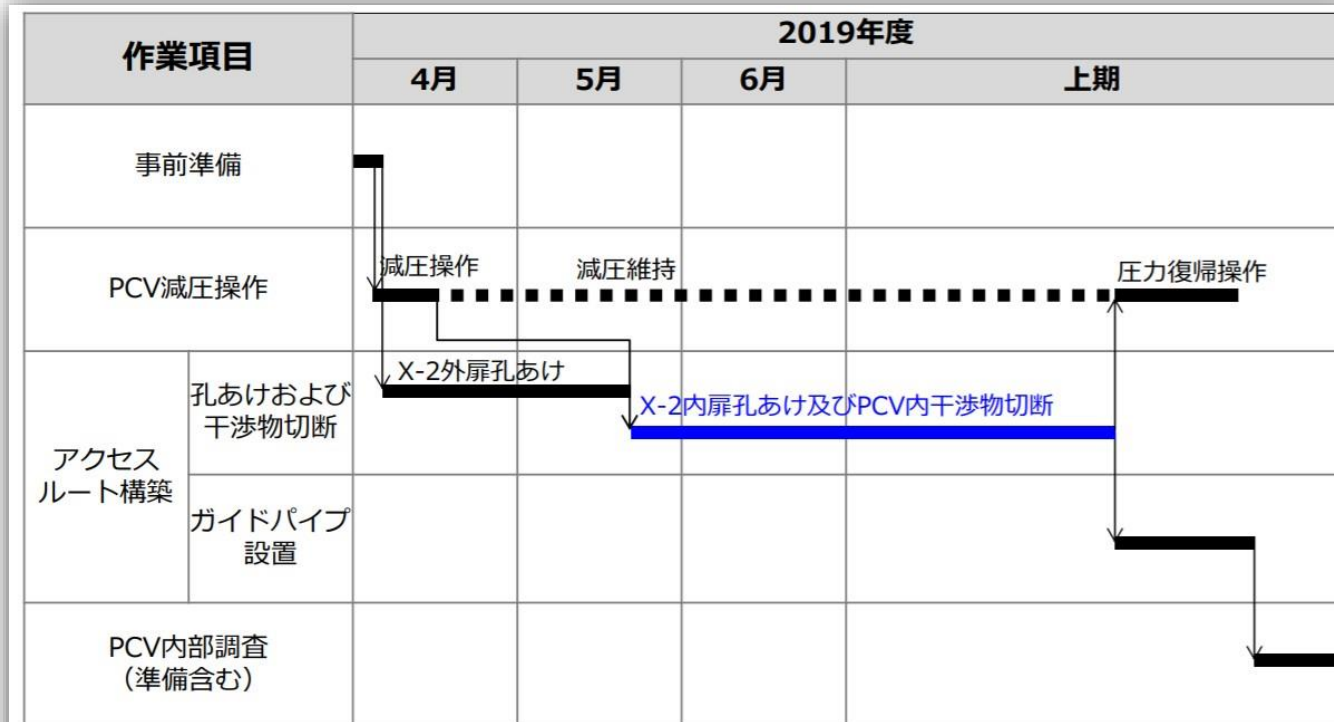 作業項目
2019年度
4月
5月
6月
上期
事前準備
PCV減圧操作
減圧操作
減圧維持
圧力復帰操作
アクセス
ルート構築
孔あけおよび
干渉物切断
X-2外扉孔あけ
X-2内扉孔あけ及びPCV内干渉物切断
ガイドパイプ
設置
PCV内部調査
（準備含む）